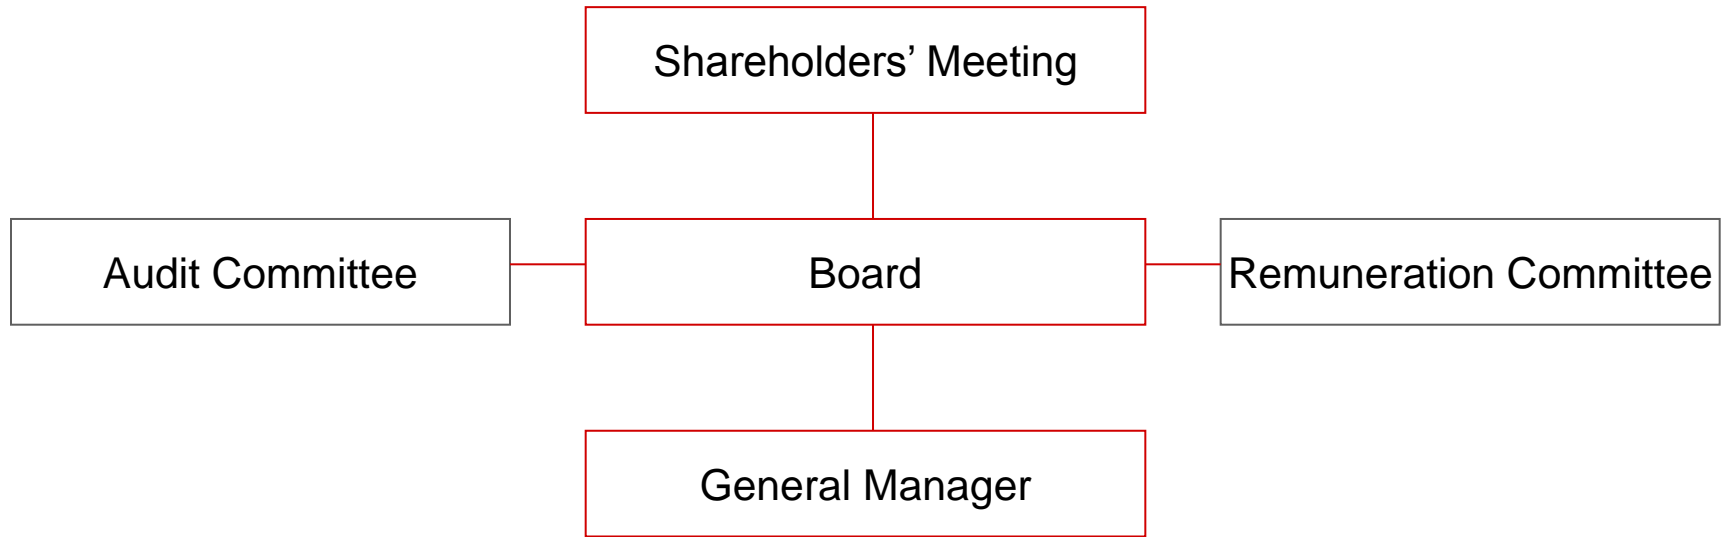 Shareholders’ Meeting
Audit Committee
Board
Remuneration Committee
General Manager